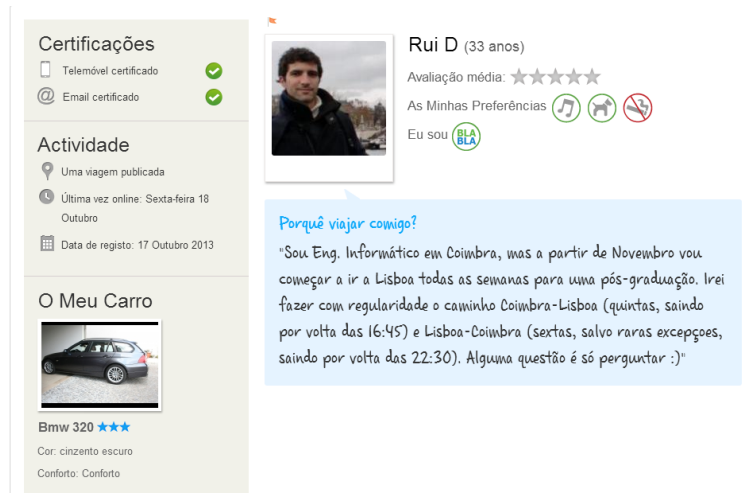 Certificações
Telemóvel certificado
Email certificado
Actividade
Uma viagem publicada
Última vez online: Sexta-feira 18
Outubro
Data de registo: 17 Outubro 2013
O Meu Carro
Bmw 320
Cor: cinzento escuro
Conforto: Conforto
Rui D (33 anos)
Avaliação média:
As Minhas Preferências
Eu sou BLA
BLA
Porquê viajar comigo?
"Sou Eng. Informático em Coimbra, mas a partir de Novembro vou
começar a ir a Lisboa todas as semanas para uma pós-graduação. Irei
fazer com regularidade o caminho Coimbra-Lisboa (quintas, saindo
por volta das 16:45) e Lisboa-Coimbra (sextas, salvo raras excepçoes,
saindo por volta das 22:30). Alguma questão é só perguntar :)"